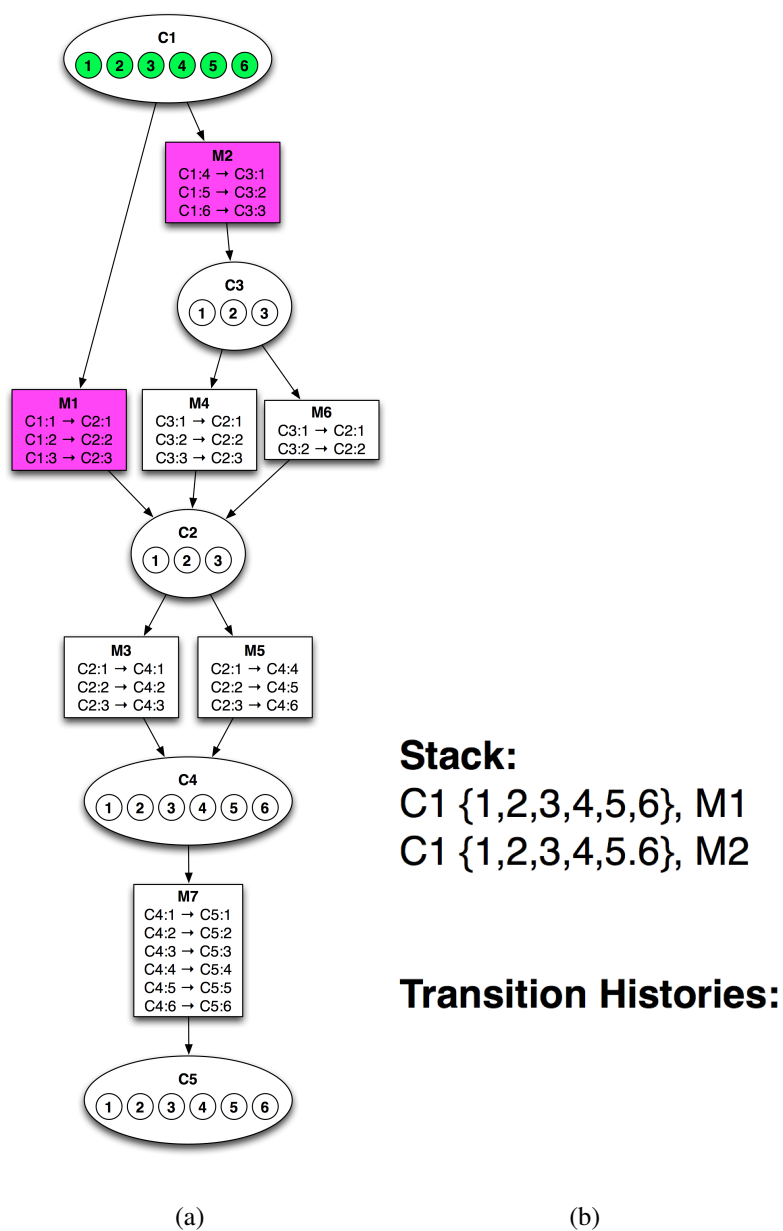 C1
1 2 3 4 5 6
M2
C1:4 → C3:1
C1:5 → C3:2
C1:6 → C3:3
C3
1 2 3
M1
C1:1 → C2:1
C1:2 → C2:2
C1:3 → C2:3
M4
C3:1 → C2:1
C3:2 → C2:2
C3:3 → C2:3
M6
C3:1 → C2:1
C3:2 → C2:2
C2
1 2 3
M3
C2:1 → C4:1
C2:2 → C4:2
C2:3 → C4:3
M5
C2:1 → C4:4
C2:2 → C4:5
C2:3 → C4:6
C4
1 2 3 4 5 6
M7
C4:1 → C5:1
C4:2 → C5:2
C4:3 → C5:3
C4:4 → C5:4
C4:5 → C5:5
C4:6 → C5:6
C5
1 2 3 4 5 6
(a)
Stack:
C1 {1,2,3,4,5,6}, M1
C1 {1,2,3,4,5.6}, M2
Transition Histories:
(b)